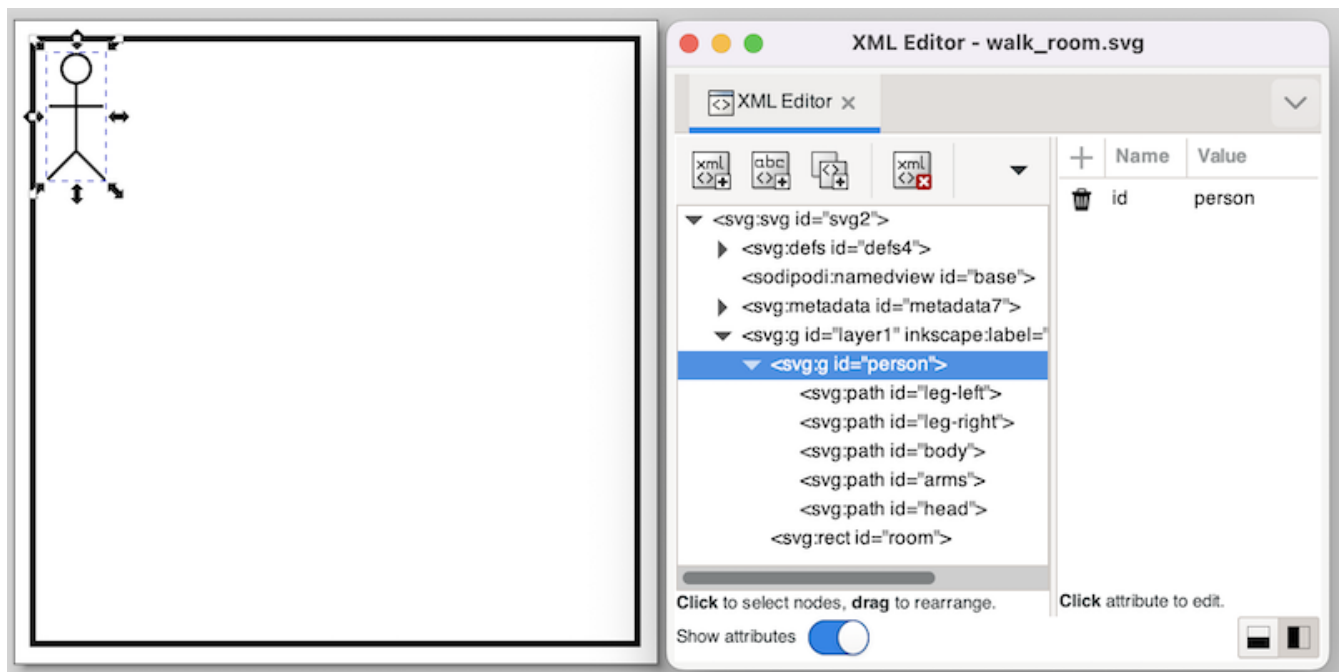 XML Editor - walk_room.svg
XML Editor
xml
abc
xml
Name Value
id person
<svg:svg id="svg2">
<svg:defs id="defs4">
<sodipodi:namedview id="base">
<svg:metadata id="metadata7">
<svg:g id="layer1" inkscape:label="
<svg:g id="person">
<svg:path id="leg-left">
<svg:path id="leg-right">
<svg:path id="body">
<svg:path id="arms">
<svg:path id="head">
<svg:rect id="room">
Click to select nodes, drag to rearrange.
Click attribute to edit.
Show attributes